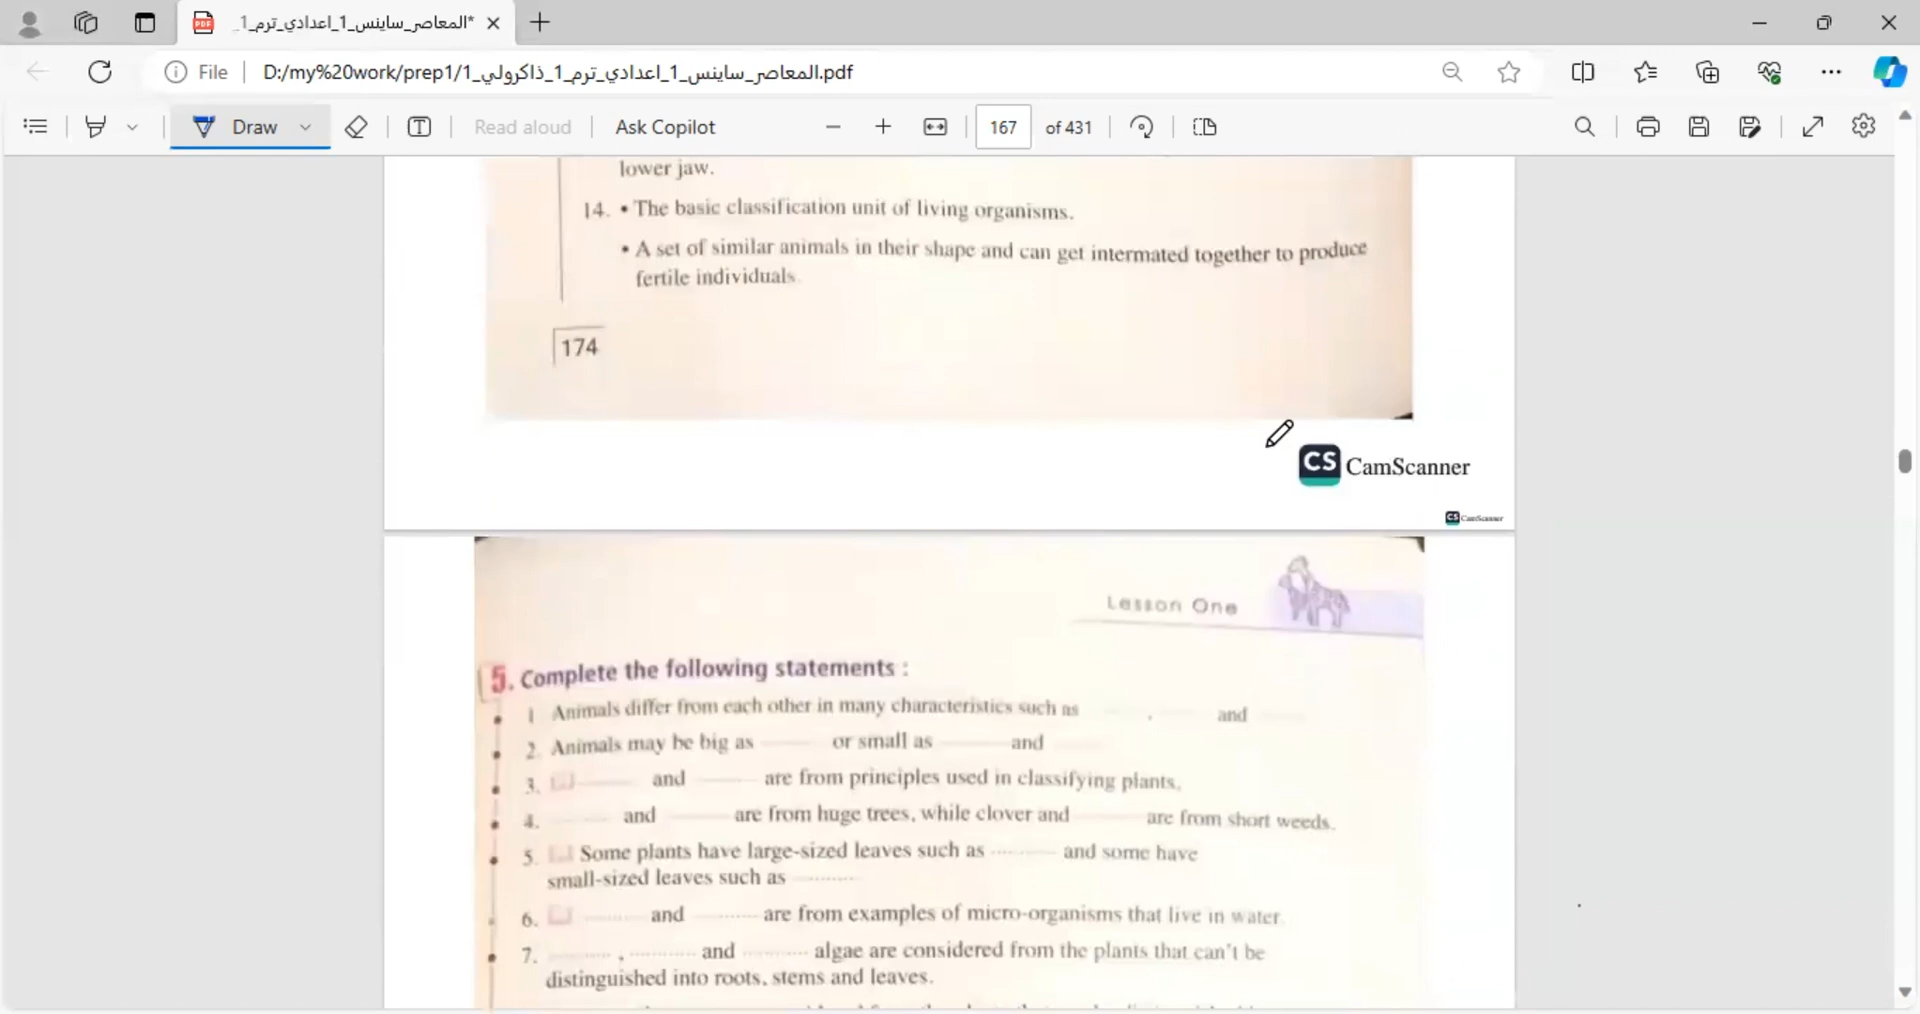 *المعاصر_ساينس_1_اعدادي_ترم_1_
File D:/my%20work/prep1/المعاصر_ساينس_1_اعدادي_ترم_1_ذاكرولي_1.pdf
Draw Read aloud Ask Copilot 167 of 431
lower jaw.
14. • The basic classification unit of living organisms.
• A set of similar animals in their shape and can get intermated together to produce
fertile individuals.
174
CS CamScanner
CS CamScanner
Lesson One
5. Complete the following statements :
1 Animals differ from each other in many characteristics such as , and
2. Animals may be big as or small as and
3. and are from principles used in classifying plants.
4. and are from huge trees, while clover and are from short weeds.
5. Some plants have large-sized leaves such as ........... and some have
small-sized leaves such as ...........
6. ........... and ........... are from examples of micro-organisms that live in water.
7. ........... , ........... and ........... algae are considered from the plants that can't be
distinguished into roots, stems and leaves.